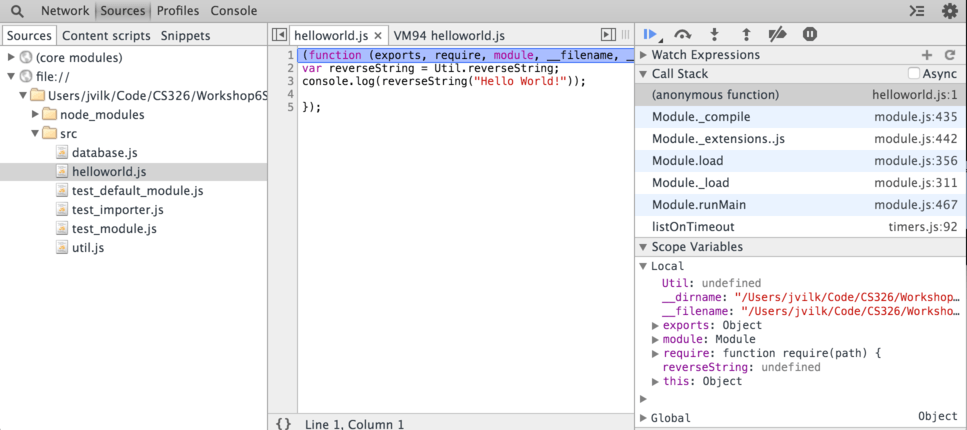 Network Sources Profiles Console
Sources Content scripts Snippets
(core modules)
file://
Users/jvilk/Code/CS326/Workshop6S
node_modules
src
database.js
helloworld.js
test_default_module.js
test_importer.js
test_module.js
util.js
helloworld.js × VM94 helloworld.js
1 (function (exports, require, module, __filename, _
2 var reverseString = Util.reverseString;
3 console.log(reverseString("Hello World!"));
4
5 });
{} Line 1, Column 1
Watch Expressions
Call Stack Async
(anonymous function) helloworld.js:1
Module._compile module.js:435
Module._extensions..js module.js:442
Module.load module.js:356
Module._load module.js:311
Module.runMain module.js:467
listOnTimeout timers.js:92
Scope Variables
Local
Util: undefined
__dirname: "/Users/jvilk/Code/CS326/Workshop…
__filename: "/Users/jvilk/Code/CS326/Worksho…
exports: Object
module: Module
require: function require(path) {
reverseString: undefined
this: Object
Global Object